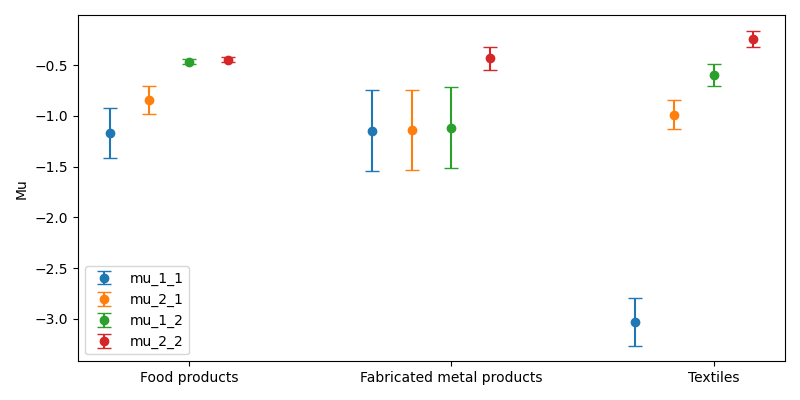 Mu
−0.5
−1.0
−1.5
−2.0
−2.5
−3.0
mu_1_1
mu_2_1
mu_1_2
mu_2_2
Food products
Fabricated metal products
Textiles